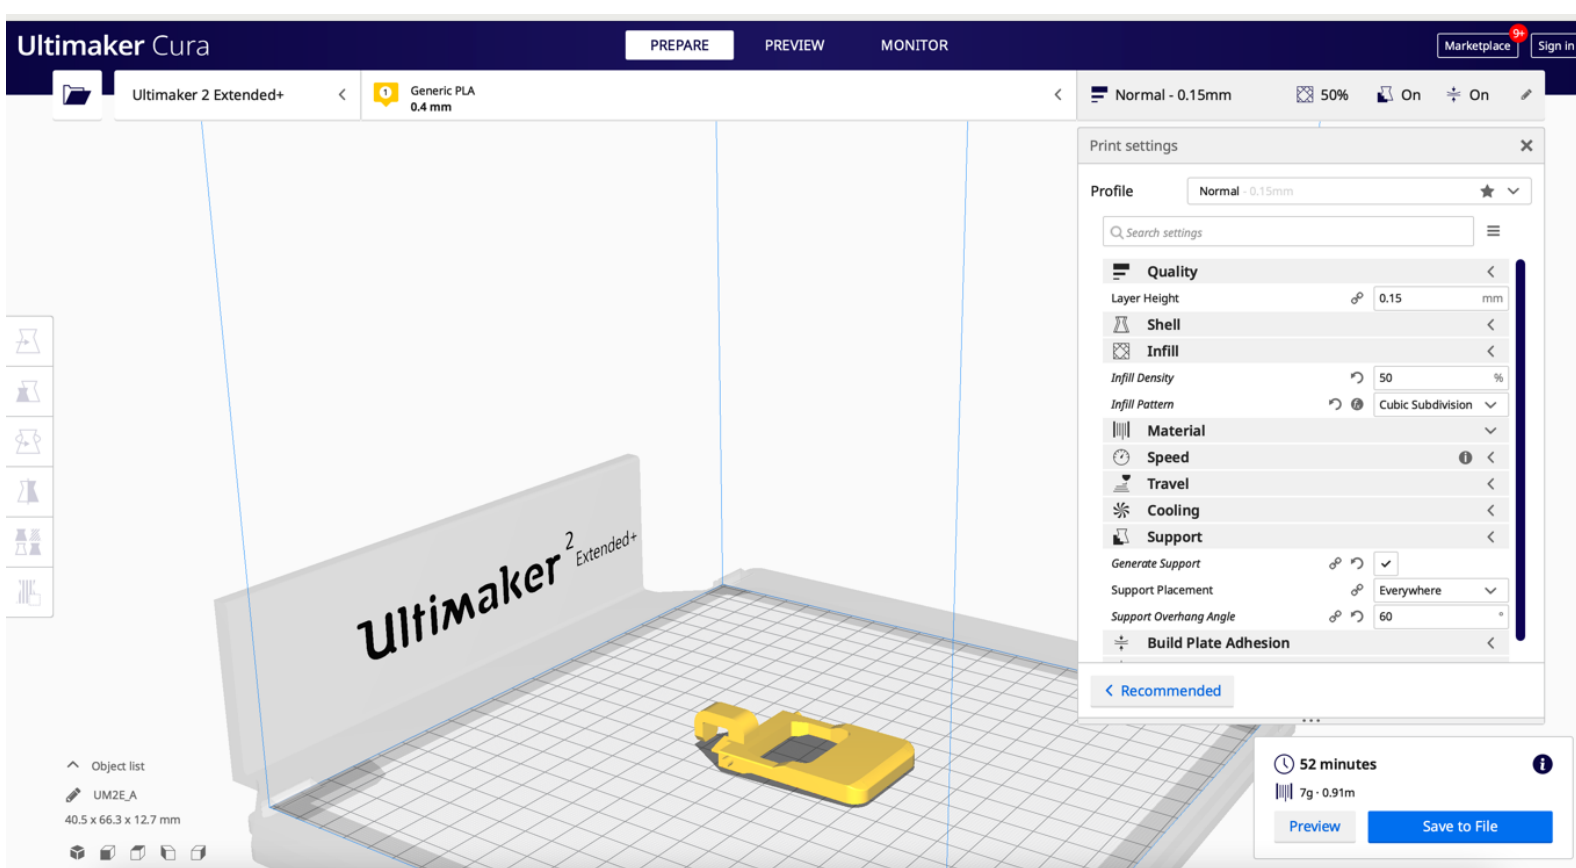 Ultimaker Cura
PREPARE
PREVIEW
MONITOR
Marketplace
9+
Sign in
Ultimaker 2 Extended+
1
Generic PLA
0.4 mm
Normal - 0.15mm
50%
On
On
Print settings
Profile
Normal - 0.15mm
Search settings
Quality
Layer Height
0.15 mm
Shell
Infill
Infill Density
50 %
Infill Pattern
Cubic Subdivision
Material
Speed
Travel
Cooling
Support
Generate Support
Support Placement
Everywhere
Support Overhang Angle
60 °
Build Plate Adhesion
Recommended
Ultimaker 2 Extended+
Object list
UM2E_A
40.5 x 66.3 x 12.7 mm
52 minutes
7g · 0.91m
Preview
Save to File